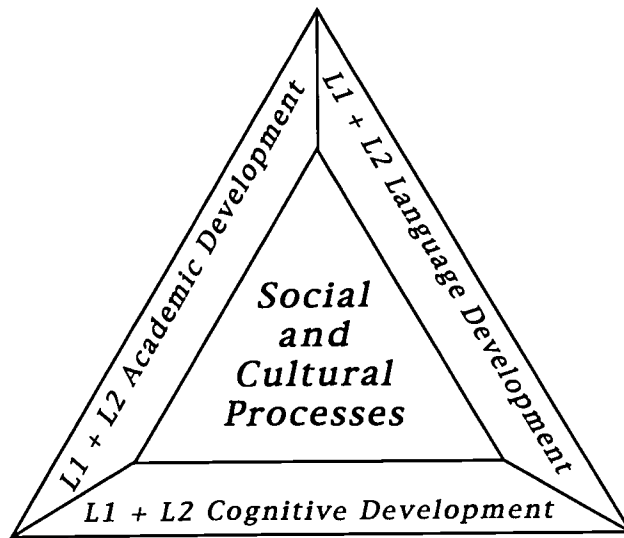 L1 + L2 Academic Development
L1 + L2 Language Development
Social
and
Cultural
Processes
L1 + L2 Cognitive Development